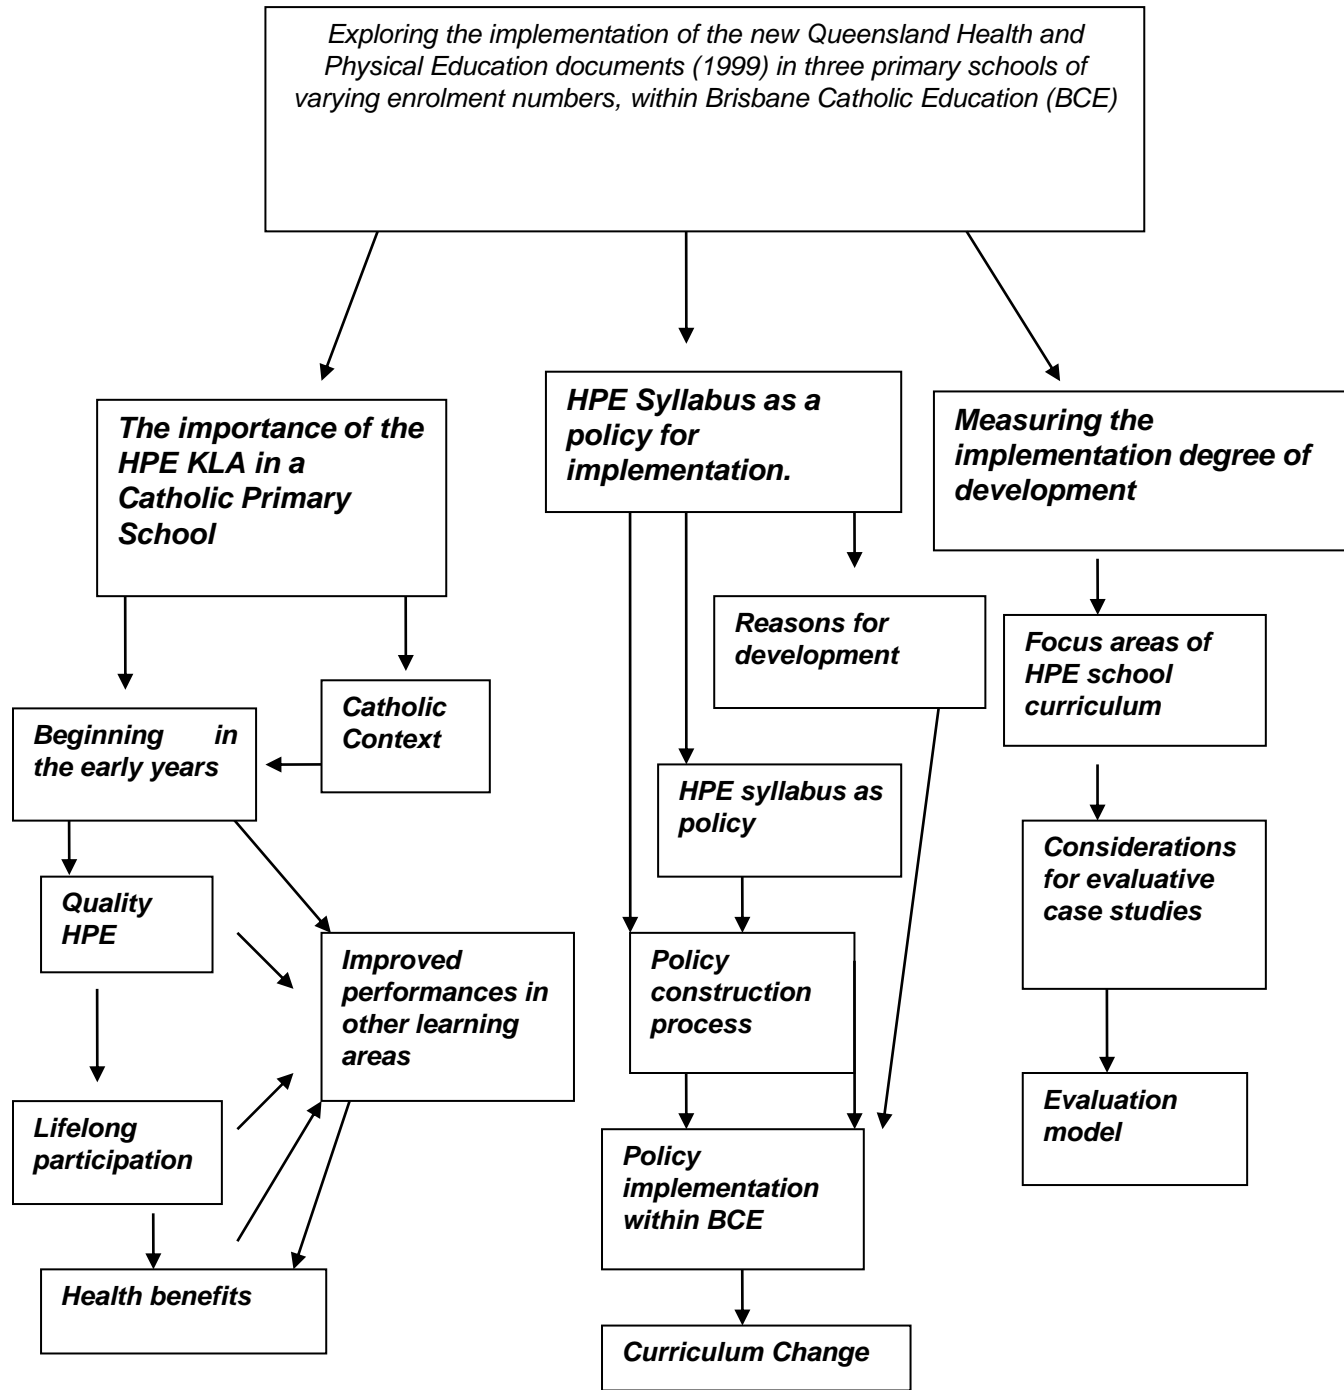 Exploring the implementation of the new Queensland Health and
Physical Education documents (1999) in three primary schools of
varying enrolment numbers, within Brisbane Catholic Education (BCE)
The importance of the
HPE KLA in a
Catholic Primary
School
HPE Syllabus as a
policy for
implementation.
Measuring the
implementation degree of
development
Reasons for
development
Focus areas of
HPE school
curriculum
Catholic
Context
Beginning in
the early years
HPE syllabus as
policy
Considerations
for evaluative
case studies
Quality
HPE
Improved
performances in
other learning
areas
Policy
construction
process
Evaluation
model
Lifelong
participation
Policy
implementation
within BCE
Health benefits
Curriculum Change